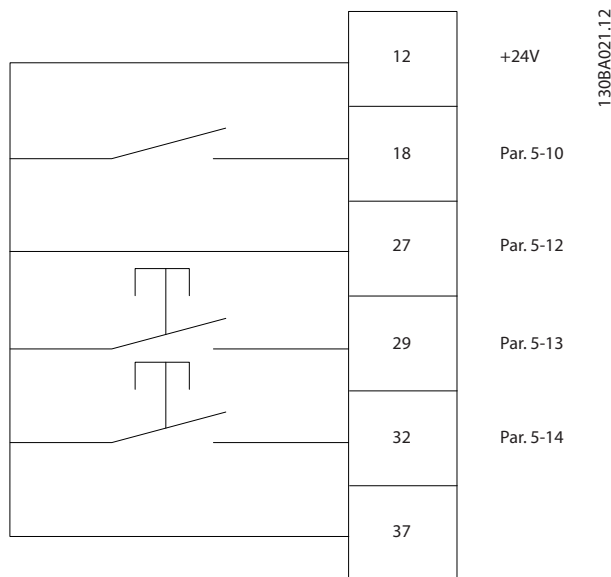 130BA021.12
12 +24V
18 Par. 5-10
27 Par. 5-12
29 Par. 5-13
32 Par. 5-14
37